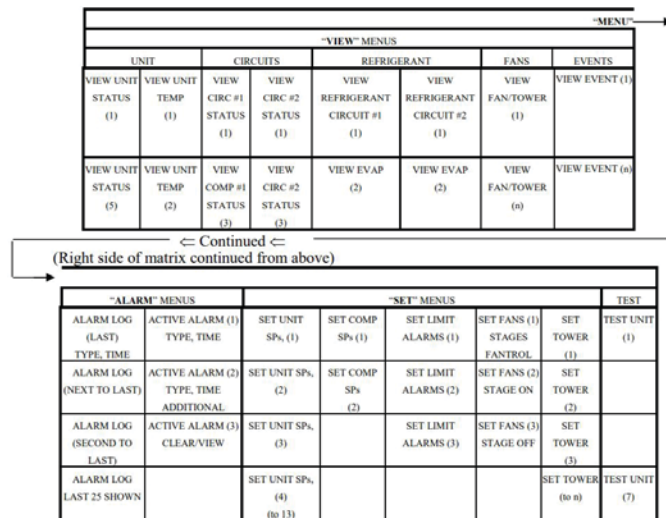 “MENU”
“VIEW” MENUS
UNIT CIRCUITS REFRIGERANT FANS EVENTS
VIEW UNIT STATUS (1)
VIEW UNIT TEMP (1)
VIEW CIRC #1 STATUS (1)
VIEW CIRC #2 STATUS (1)
VIEW REFRIGERANT CIRCUIT #1 (1)
VIEW REFRIGERANT CIRCUIT #2 (1)
VIEW FAN/TOWER (1)
VIEW EVENT (1)
VIEW UNIT STATUS (5)
VIEW UNIT TEMP (2)
VIEW COMP #1 STATUS (3)
VIEW CIRC #2 STATUS (3)
VIEW EVAP (2)
VIEW EVAP (2)
VIEW FAN/TOWER (n)
VIEW EVENT (n)
⇐ Continued ⇐
(Right side of matrix continued from above)
“ALARM” MENUS “SET” MENUS TEST
ALARM LOG (LAST) TYPE, TIME
ACTIVE ALARM (1) TYPE, TIME
SET UNIT SPs, (1)
SET COMP SPs (1)
SET LIMIT ALARMS (1)
SET FANS (1) STAGES FANTROL
SET TOWER (1)
TEST UNIT (1)
ALARM LOG (NEXT TO LAST)
ACTIVE ALARM (2) TYPE, TIME ADDITIONAL
SET UNIT SPs, (2)
SET COMP SPs (2)
SET LIMIT ALARMS (2)
SET FANS (2) STAGE ON
SET TOWER (2)
ALARM LOG (SECOND TO LAST)
ACTIVE ALARM (3) CLEAR/VIEW
SET UNIT SPs, (3)
SET LIMIT ALARMS (3)
SET FANS (3) STAGE OFF
SET TOWER (3)
ALARM LOG LAST 25 SHOWN
SET UNIT SPs, (4) (to 13)
SET TOWER (to n)
TEST UNIT (7)